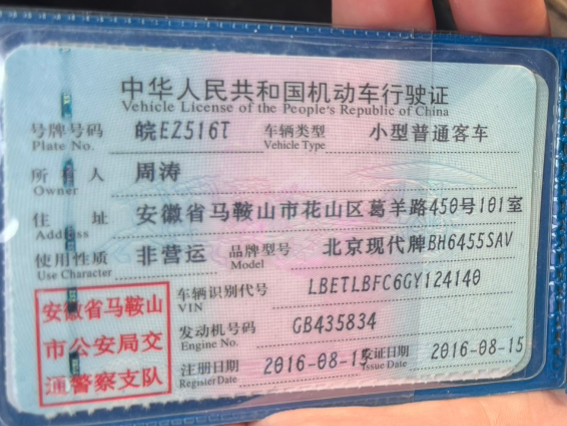 中华人民共和国机动车行驶证
Vehicle License of the People's Republic of China
号牌号码 皖EZ516T 车辆类型 小型普通客车
Plate No. Vehicle Type
所有人 周涛
Owner
住址 安徽省马鞍山市花山区葛羊路450号101室
Address
使用性质 非营运 品牌型号 北京现代牌BH6455SAV
Use Character Model
安徽省马鞍山
市公安局交
通警察支队
车辆识别代号 LBETLBFC6GY124140
VIN
发动机号码 GB435834
Engine No.
注册日期 2016-08-15 发证日期 2016-08-15
Register Date Issue Date